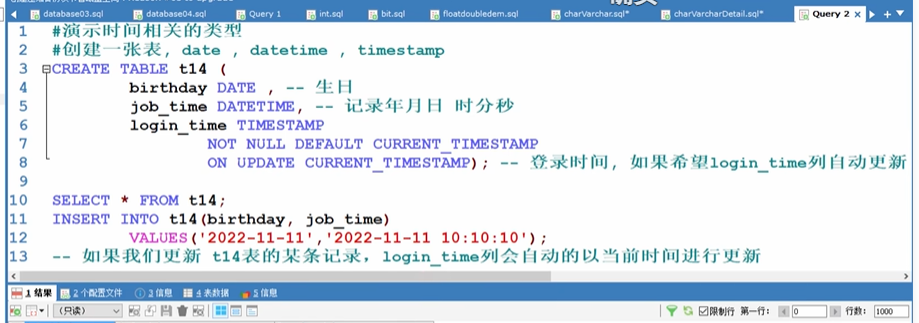 database03.sql database04.sql Query 1 int.sql bit.sql floatdoubledem.sql charVarchar.sql* charVarcharDetail.sql* Query 2
1 #演示时间相关的类型
2 #创建一张表, date , datetime , timestamp
3 CREATE TABLE t14 (
4 birthday DATE , -- 生日
5 job_time DATETIME, -- 记录年月日 时分秒
6 login_time TIMESTAMP
7 NOT NULL DEFAULT CURRENT_TIMESTAMP
8 ON UPDATE CURRENT_TIMESTAMP); -- 登录时间, 如果希望login_time列自动更新
9
10 SELECT * FROM t14;
11 INSERT INTO t14(birthday, job_time)
12 VALUES('2022-11-11','2022-11-11 10:10:10');
13 -- 如果我们更新 t14表的某条记录，login_time列会自动的以当前时间进行更新
1 结果 2 个配置文件 3 信息 4 表数据 5 信息
(只读) 限制行 第一行: 0 行数: 1000